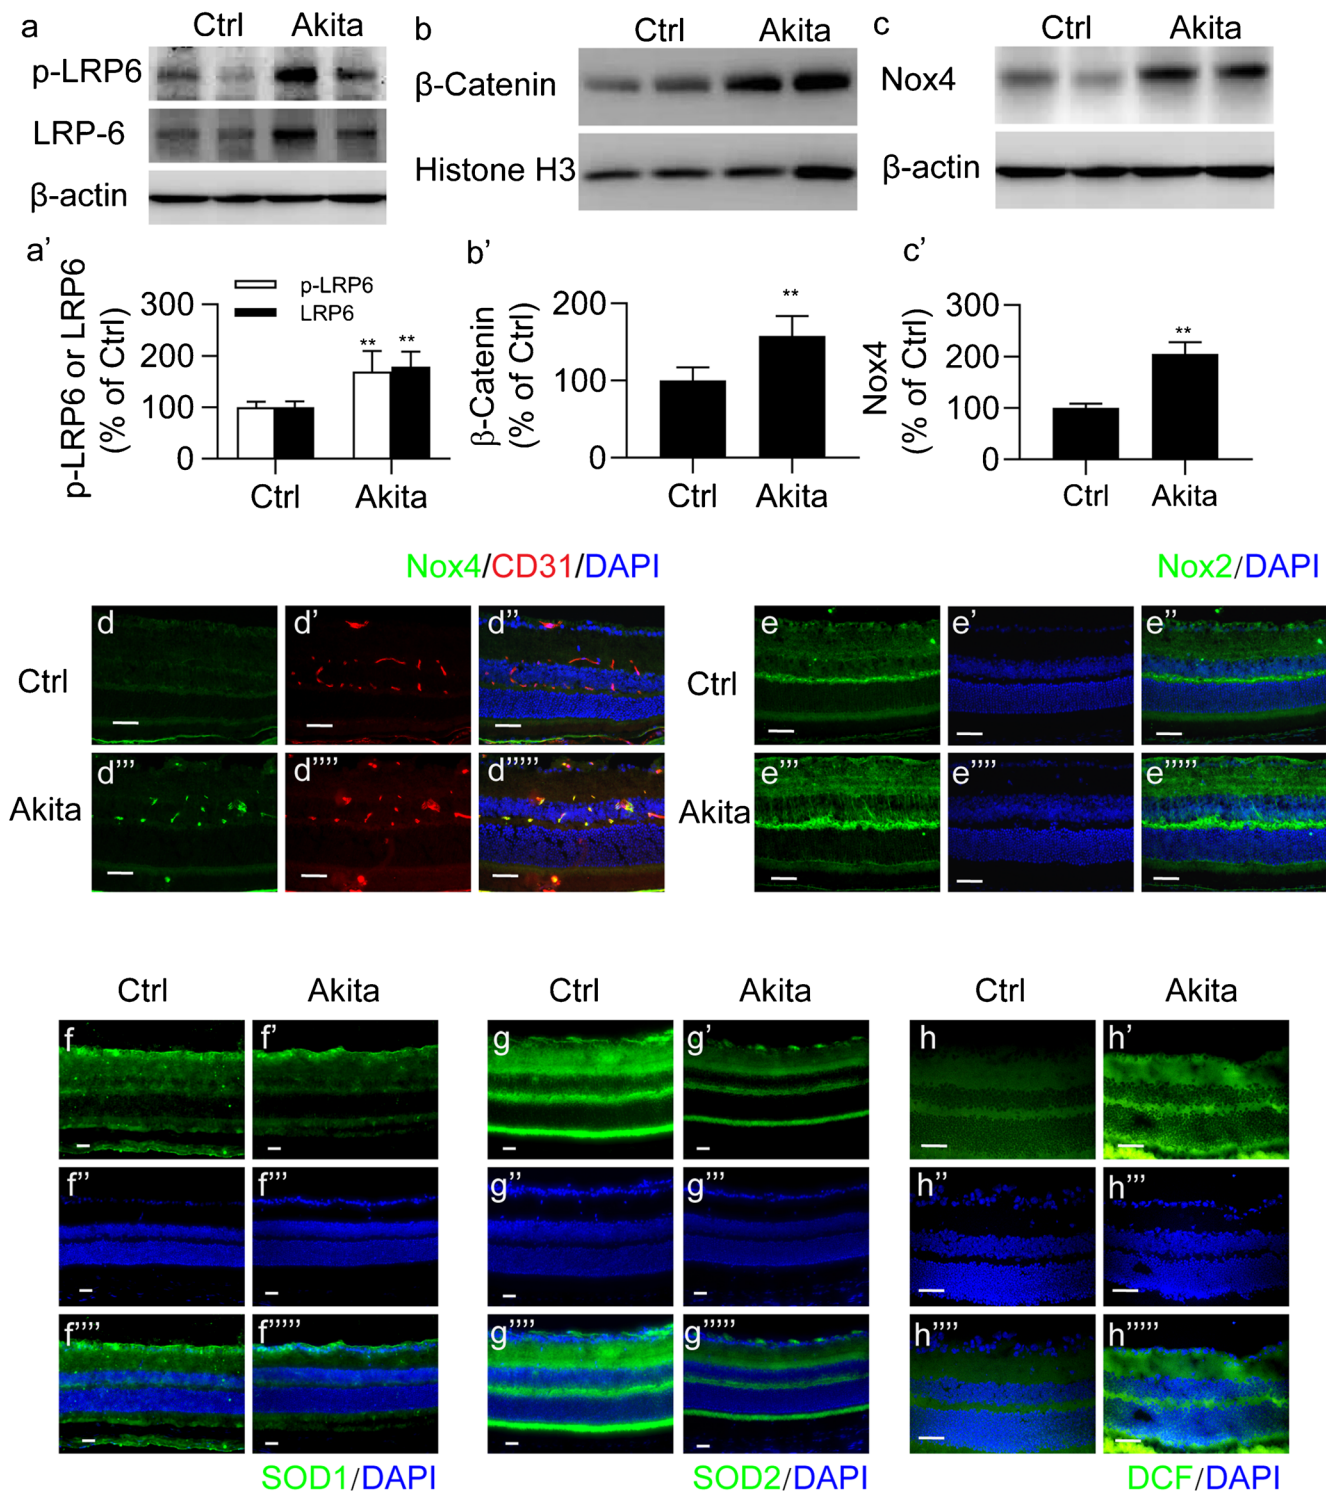 a Ctrl Akita
p-LRP6
LRP-6
β-actin
b Ctrl Akita
β-Catenin
Histone H3
c Ctrl Akita
Nox4
β-actin
a’
p-LRP6 or LRP6
(% of Ctrl)
p-LRP6
LRP6
300
200
100
0
** **
Ctrl Akita
b’
β-Catenin
(% of Ctrl)
200
100
0
**
Ctrl Akita
c’
Nox4
(% of Ctrl)
300
200
100
0
**
Ctrl Akita
Nox4/CD31/DAPI
Ctrl
d d’ d’’
Akita
d’’’ d’’’’ d’’’’’
Nox2/DAPI
Ctrl
e e’ e’’
Akita
e’’’ e’’’’ e’’’’’
Ctrl Akita
f f’
f’’ f’’’
f’’’’ f’’’’’
SOD1/DAPI
Ctrl Akita
g g’
g’’ g’’’
g’’’’ g’’’’’
SOD2/DAPI
Ctrl Akita
h h’
h’’ h’’’
h’’’’ h’’’’’
DCF/DAPI